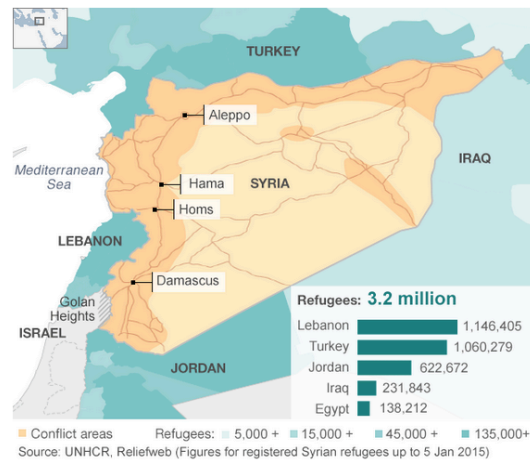 TURKEY
Aleppo
Mediterranean
Sea
IRAQ
Hama
SYRIA
Homs
LEBANON
Damascus
Golan
Heights
ISRAEL
JORDAN
Refugees: 3.2 million
Lebanon 1,146,405
Turkey 1,060,279
Jordan 622,672
Iraq 231,843
Egypt 138,212
Conflict areas Refugees: 5,000 + 15,000 + 45,000 + 135,000+
Source: UNHCR, Reliefweb (Figures for registered Syrian refugees up to 5 Jan 2015)